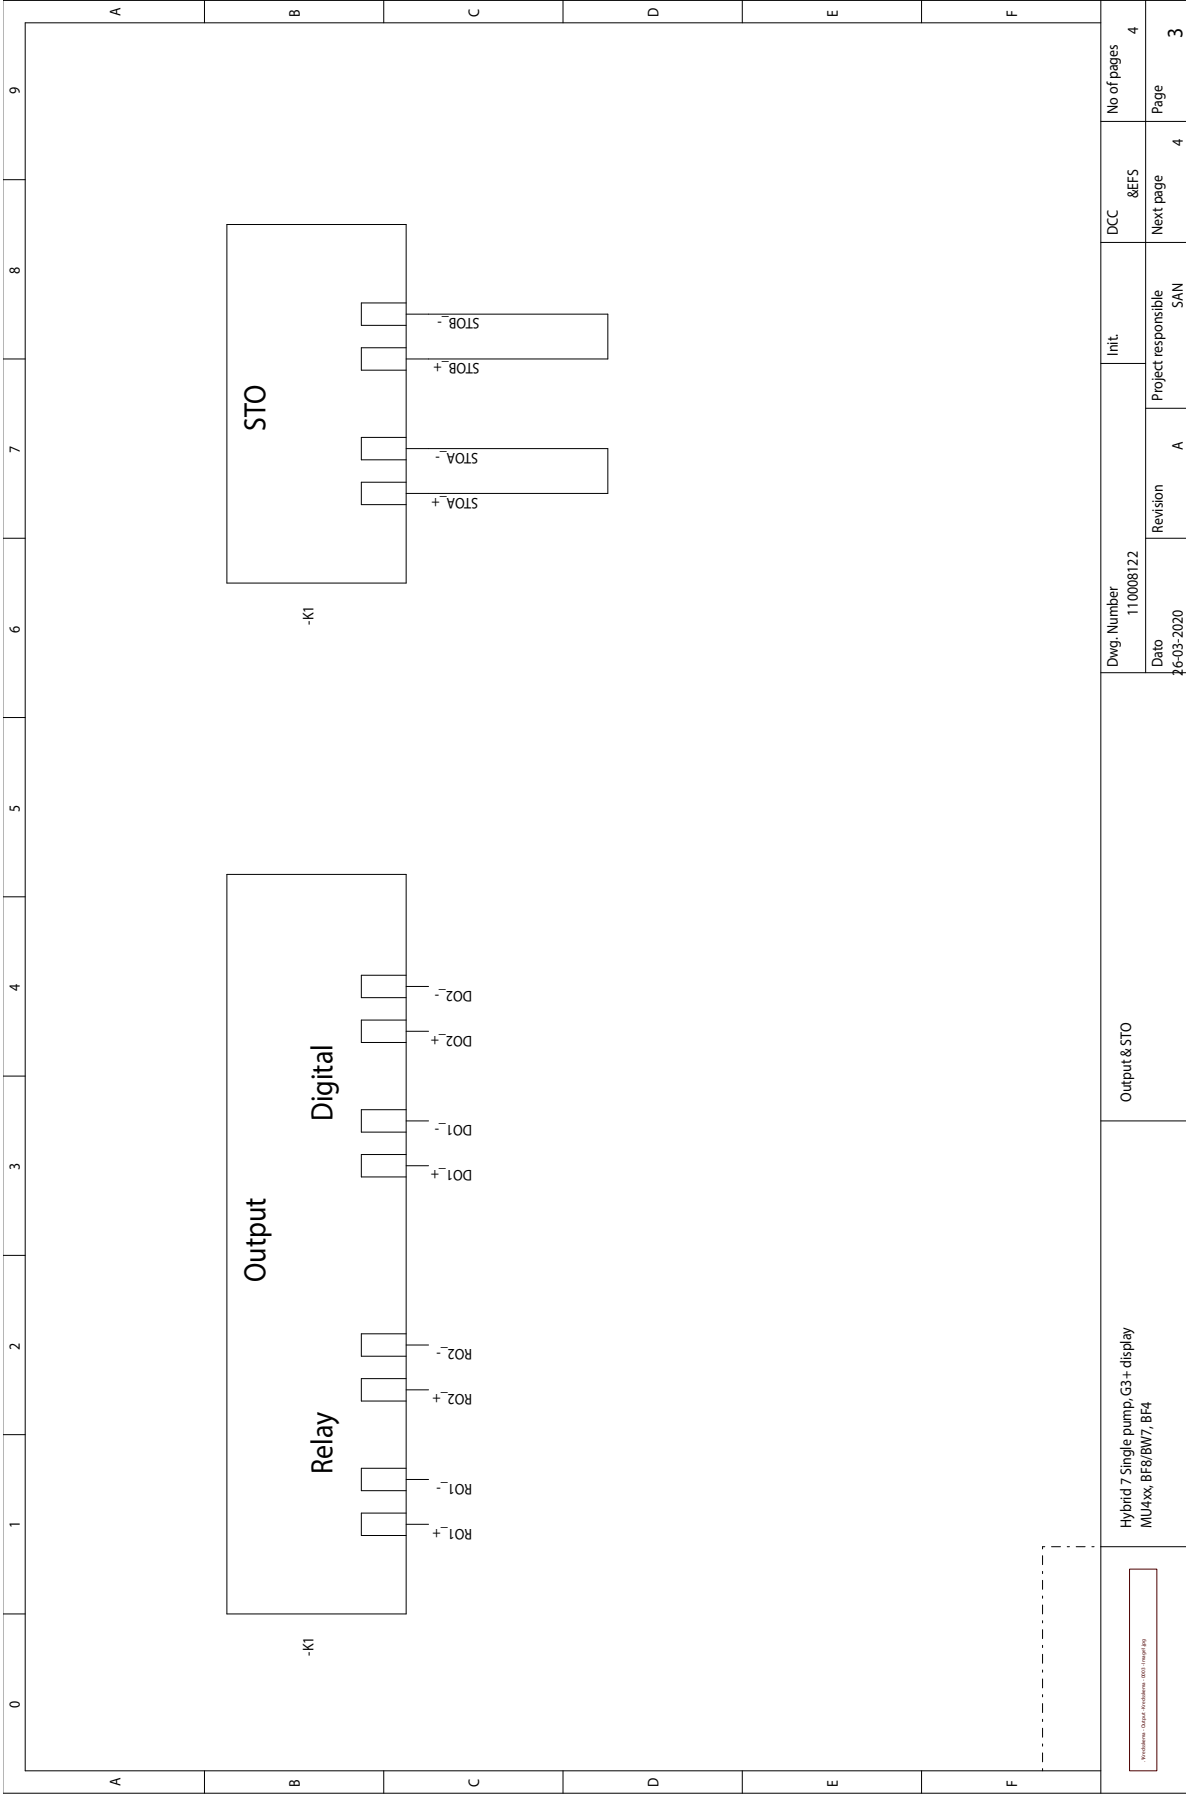 0 1 2 3 4 5 6 7 8 9
A A
B B
C C
D D
E E
F F
-K1
Output
Relay
Digital
RO1_+
RO1_-
RO2_+
RO2_-
DO1_+
DO1_-
DO2_+
DO2_-
-K1
STO
STOA_+
STOA_-
STOB_+
STOB_-
Hybrid 7 Single pump, G3+ display
MU4xx, BF8/BW7, BF4
Output & STO
Dwg. Number
110008122
Init.
DCC
&EFS
No of pages
4
Dato
26-03-2020
Revision
A
Project responsible
SAN
Next page
4
Page
3